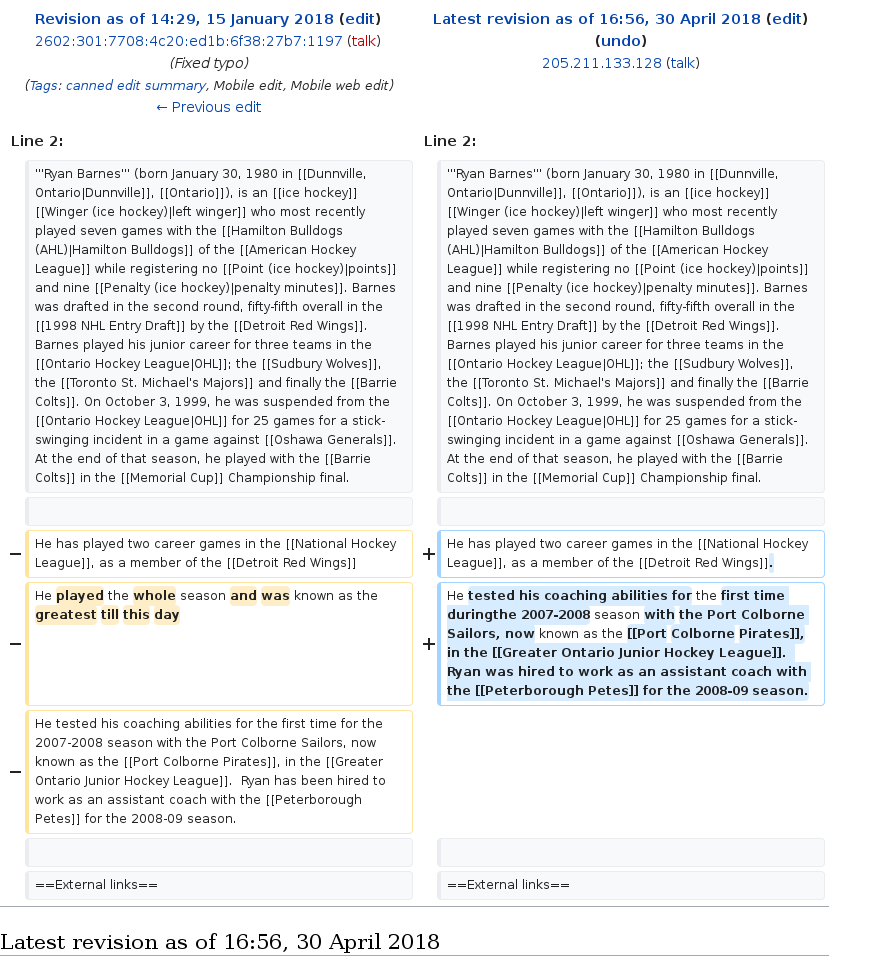 Revision as of 14:29, 15 January 2018 (edit)
2602:301:7708:4c20:ed1b:6f38:27b7:1197 (talk)
(Fixed typo)
(Tags: canned edit summary, Mobile edit, Mobile web edit)
← Previous edit
Latest revision as of 16:56, 30 April 2018 (edit)
(undo)
205.211.133.128 (talk)
Line 2:
Line 2:
'''Ryan Barnes''' (born January 30, 1980 in [[Dunnville,
Ontario|Dunnville]], [[Ontario]]), is an [[ice hockey]]
[[Winger (ice hockey)|left winger]] who most recently
played seven games with the [[Hamilton Bulldogs
(AHL)|Hamilton Bulldogs]] of the [[American Hockey
League]] while registering no [[Point (ice hockey)|points]]
and nine [[Penalty (ice hockey)|penalty minutes]]. Barnes
was drafted in the second round, fifty-fifth overall in the
[[1998 NHL Entry Draft]] by the [[Detroit Red Wings]].
Barnes played his junior career for three teams in the
[[Ontario Hockey League|OHL]]; the [[Sudbury Wolves]],
the [[Toronto St. Michael's Majors]] and finally the [[Barrie
Colts]]. On October 3, 1999, he was suspended from the
[[Ontario Hockey League|OHL]] for 25 games for a stick-
swinging incident in a game against [[Oshawa Generals]].
At the end of that season, he played with the [[Barrie
Colts]] in the [[Memorial Cup]] Championship final.
'''Ryan Barnes''' (born January 30, 1980 in [[Dunnville,
Ontario|Dunnville]], [[Ontario]]), is an [[ice hockey]]
[[Winger (ice hockey)|left winger]] who most recently
played seven games with the [[Hamilton Bulldogs
(AHL)|Hamilton Bulldogs]] of the [[American Hockey
League]] while registering no [[Point (ice hockey)|points]]
and nine [[Penalty (ice hockey)|penalty minutes]]. Barnes
was drafted in the second round, fifty-fifth overall in the
[[1998 NHL Entry Draft]] by the [[Detroit Red Wings]].
Barnes played his junior career for three teams in the
[[Ontario Hockey League|OHL]]; the [[Sudbury Wolves]],
the [[Toronto St. Michael's Majors]] and finally the [[Barrie
Colts]]. On October 3, 1999, he was suspended from the
[[Ontario Hockey League|OHL]] for 25 games for a stick-
swinging incident in a game against [[Oshawa Generals]].
At the end of that season, he played with the [[Barrie
Colts]] in the [[Memorial Cup]] Championship final.
− He has played two career games in the [[National Hockey
League]], as a member of the [[Detroit Red Wings]]
+ He has played two career games in the [[National Hockey
League]], as a member of the [[Detroit Red Wings]].
− He played the whole season and was known as the
greatest till this day
+ He tested his coaching abilities for the first time
duringthe 2007-2008 season with the Port Colborne
Sailors, now known as the [[Port Colborne Pirates]],
in the [[Greater Ontario Junior Hockey League]].
Ryan was hired to work as an assistant coach with
the [[Peterborough Petes]] for the 2008-09 season.
− He tested his coaching abilities for the first time for the
2007-2008 season with the Port Colborne Sailors, now
known as the [[Port Colborne Pirates]], in the [[Greater
Ontario Junior Hockey League]].  Ryan has been hired to
work as an assistant coach with the [[Peterborough
Petes]] for the 2008-09 season.
==External links==
==External links==
Latest revision as of 16:56, 30 April 2018